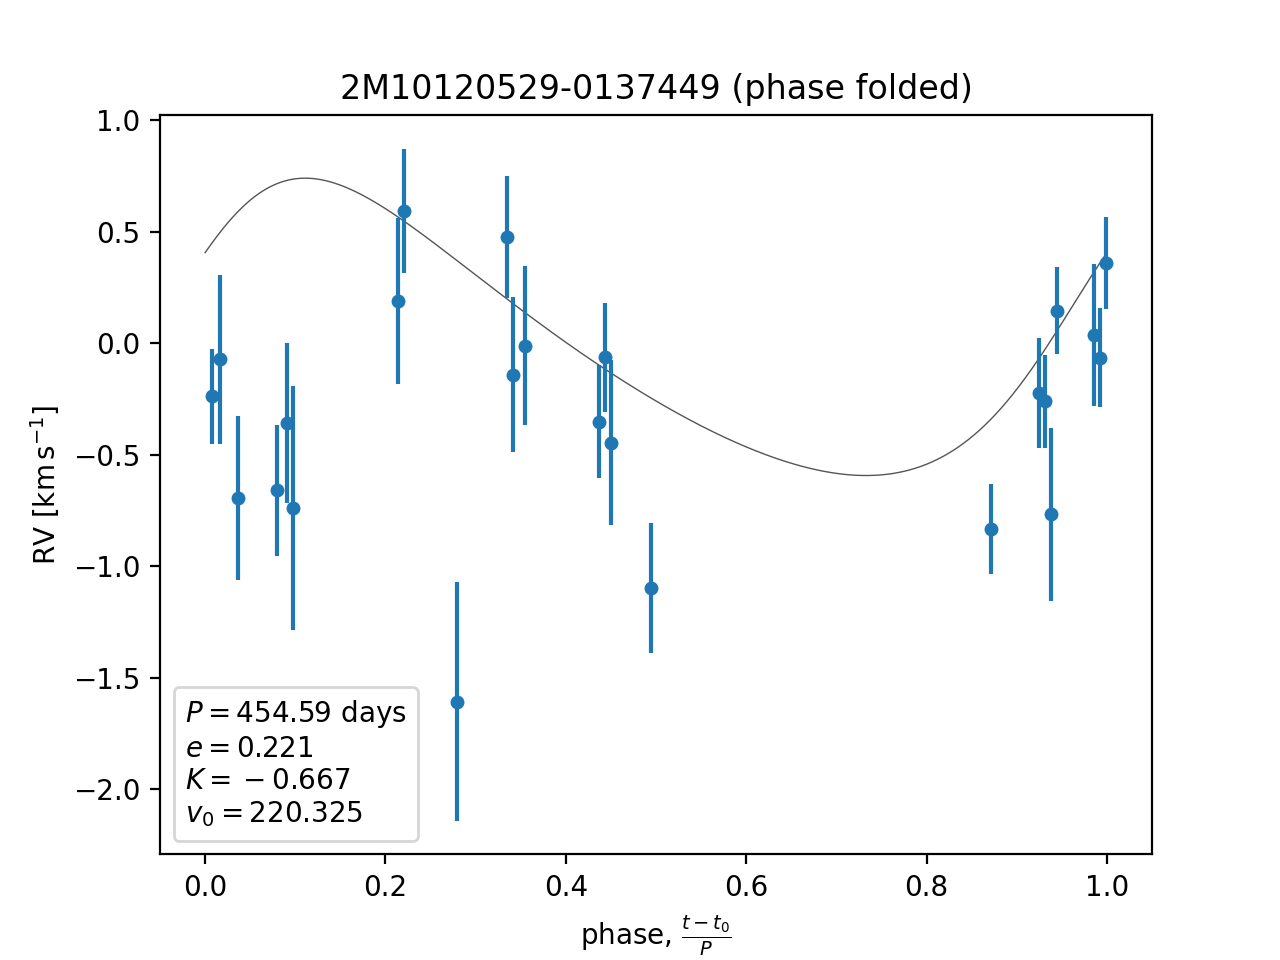 2M10120529-0137449 (phase folded)
RV [km s⁻¹]
1.0
0.5
0.0
−0.5
−1.0
−1.5
−2.0
P = 454.59 days
e = 0.221
K = −0.667
v₀ = 220.325
0.0 0.2 0.4 0.6 0.8 1.0
phase, (t − t₀)/P